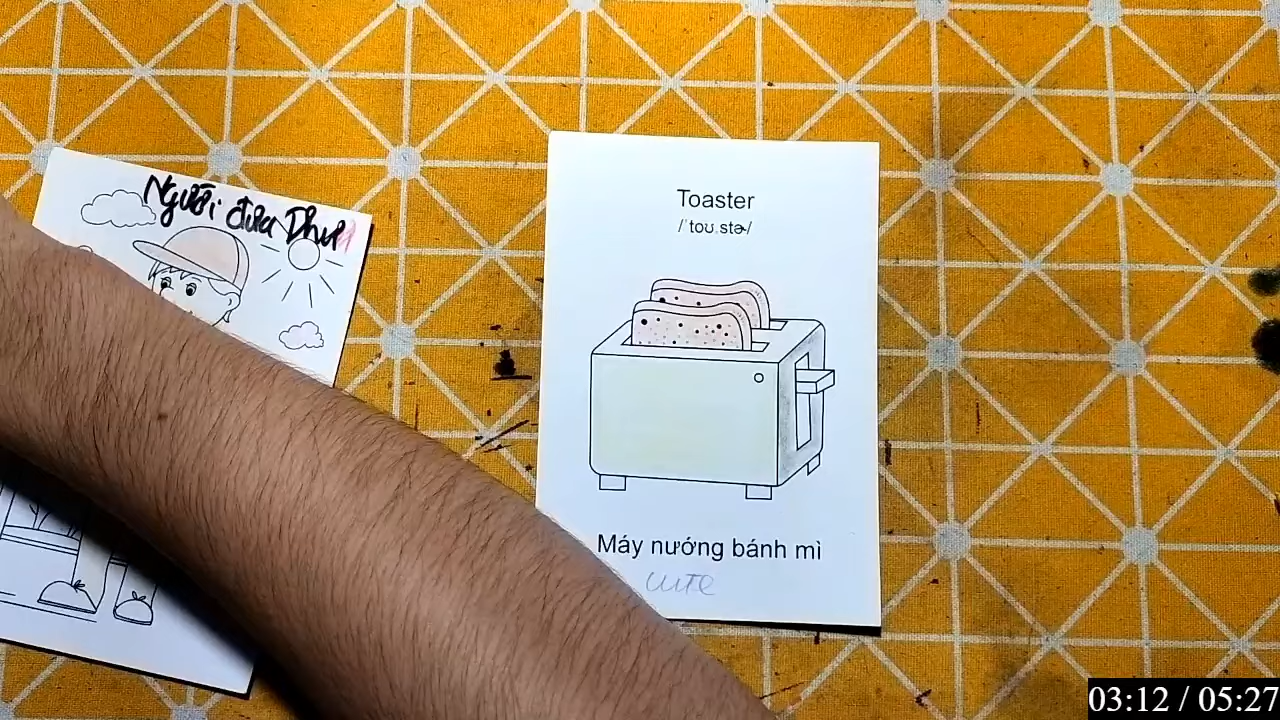 Người đưa Thư
Toaster
/ˈtoʊ.stɚ/
Máy nướng bánh mì
cute
03:12 / 05:27